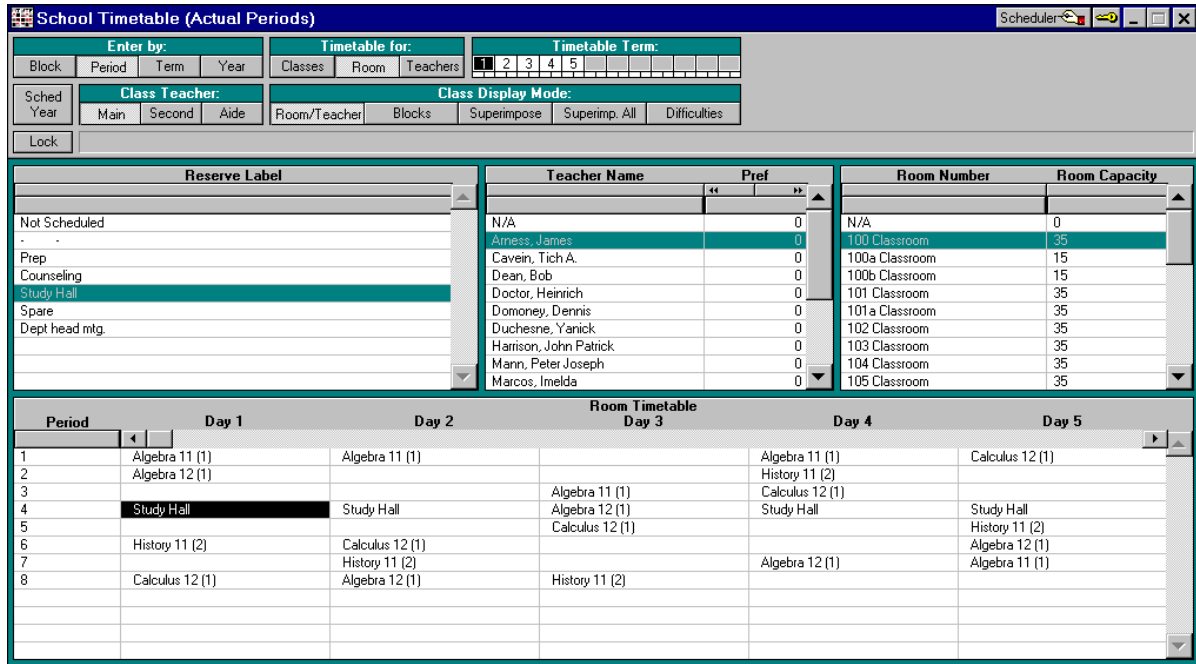 School Timetable (Actual Periods) Scheduler
Enter by: Timetable for: Timetable Term:
Block Period Term Year Classes Room Teachers 1 2 3 4 5
Sched Year Class Teacher: Class Display Mode:
Main Second Aide Room/Teacher Blocks Superimpose Superimp. All Difficulties
Lock
Reserve Label Teacher Name Pref Room Number Room Capacity
Not Scheduled N/A 0 N/A 0
- - Arness, James 0 100 Classroom 35
Prep Cavein, Tich A. 0 100a Classroom 15
Counseling Dean, Bob 0 100b Classroom 15
Study Hall Doctor, Heinrich 0 101 Classroom 35
Spare Domoney, Dennis 0 101a Classroom 35
Dept head mtg. Duchesne, Yanick 0 102 Classroom 35
Harrison, John Patrick 0 103 Classroom 35
Mann, Peter Joseph 0 104 Classroom 35
Marcos, Imelda 0 105 Classroom 35
Room Timetable
Period Day 1 Day 2 Day 3 Day 4 Day 5
1 Algebra 11 (1) Algebra 11 (1) Algebra 11 (1) Calculus 12 (1)
2 Algebra 12 (1) History 11 (2)
3 Algebra 11 (1) Calculus 12 (1)
4 Study Hall Study Hall Algebra 12 (1) Study Hall Study Hall
5 Calculus 12 (1) History 11 (2)
6 History 11 (2) Calculus 12 (1) Algebra 12 (1)
7 History 11 (2) Algebra 12 (1) Algebra 11 (1)
8 Calculus 12 (1) Algebra 12 (1) History 11 (2)